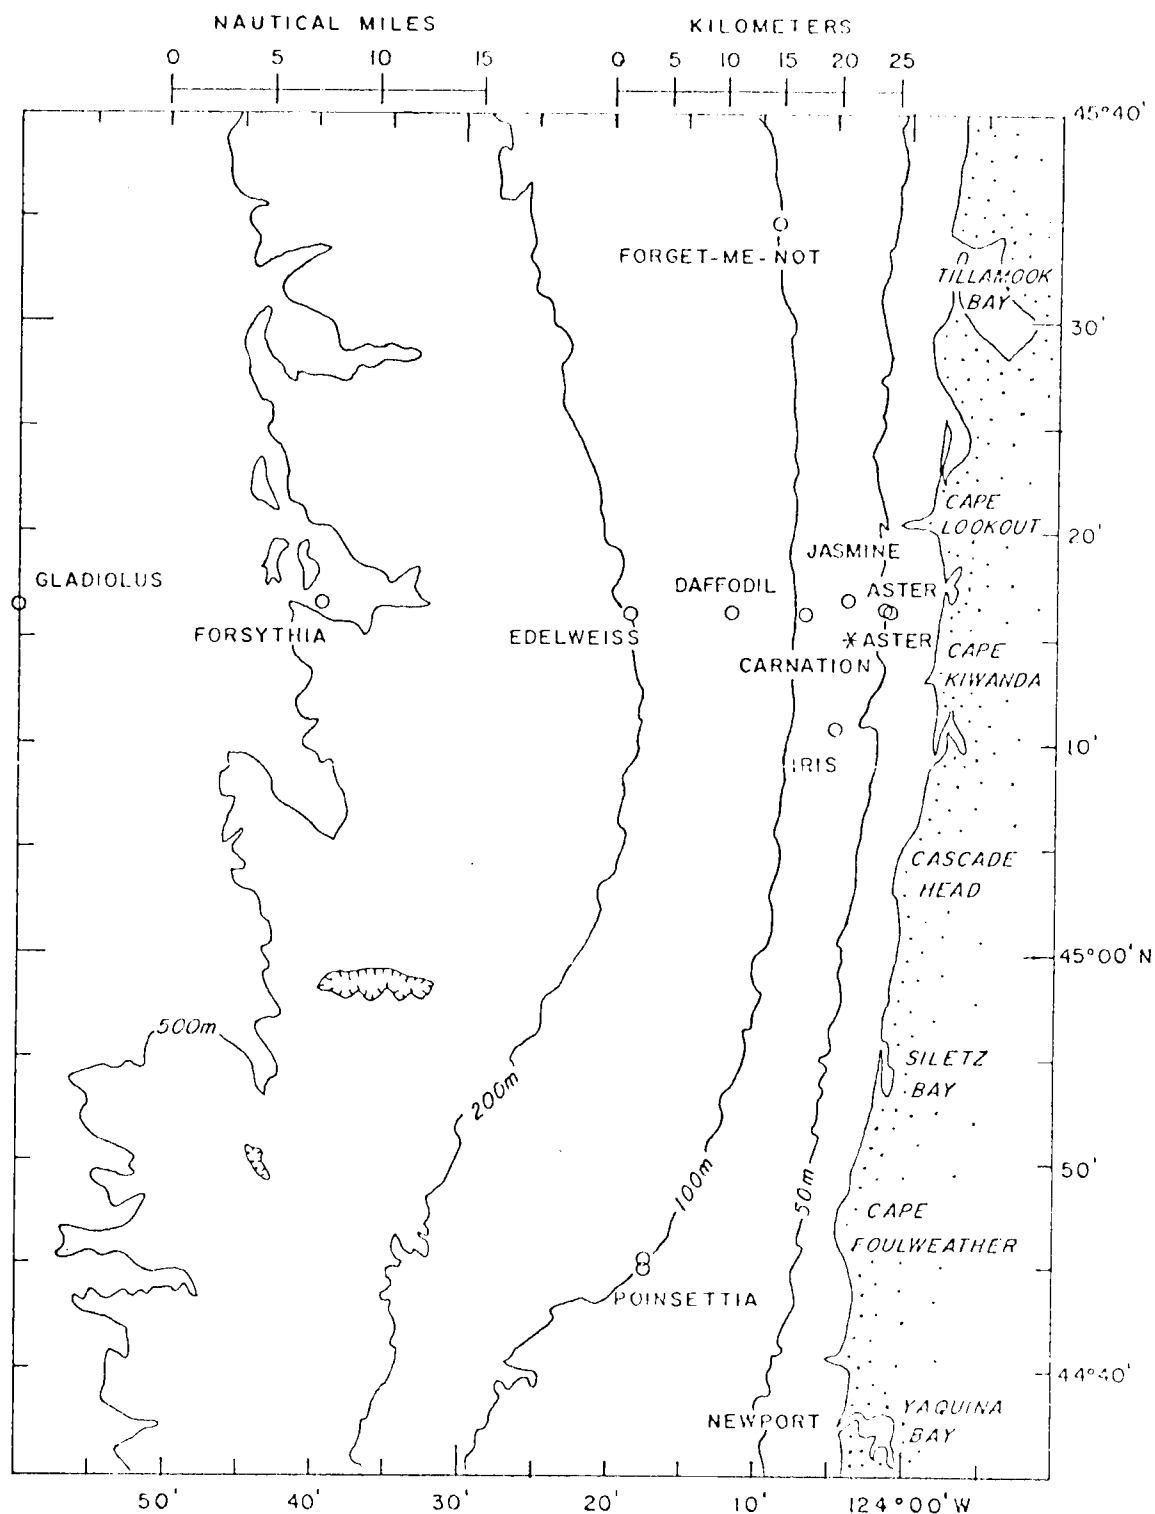 NAUTICAL MILES
KILOMETERS
0 5 10 15
0 5 10 15 20 25
45°40'
FORGET-ME-NOT
TILLAMOOK
BAY
30'
CAPE
LOOKOUT
20'
JASMINE
GLADIOLUS
DAFFODIL
ASTER
FORSYTHIA
EDELWEISS
*ASTER
CARNATION
CAPE
KIWANDA
10'
IRIS
CASCADE
HEAD
45°00'N
500m
200m
SILETZ
BAY
50'
100m
50m
CAPE
FOULWEATHER
POINSETTIA
44°40'
NEWPORT
YAQUINA
BAY
50' 40' 30' 20' 10' 124°00'W